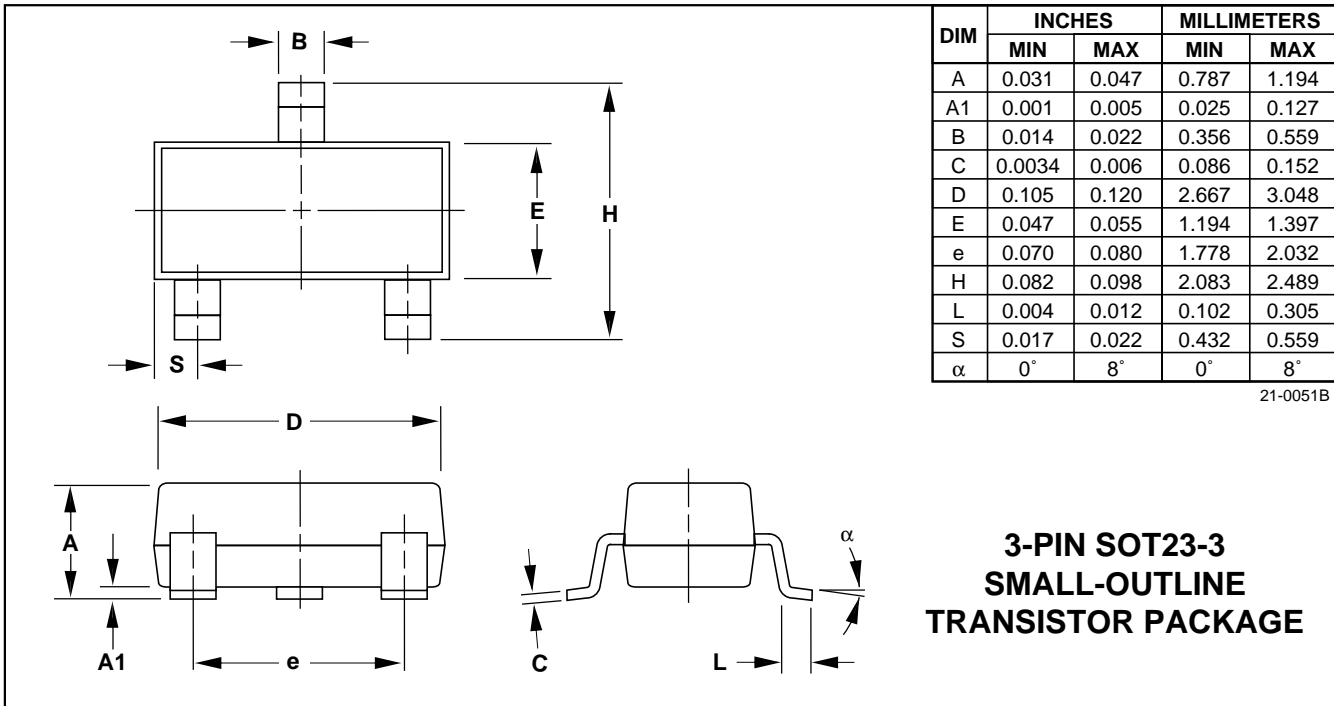 B
E
H
S
D
A
A1
e
C
L
α
DIM INCHES MILLIMETERS
MIN MAX MIN MAX
A 0.031 0.047 0.787 1.194
A1 0.001 0.005 0.025 0.127
B 0.014 0.022 0.356 0.559
C 0.0034 0.006 0.086 0.152
D 0.105 0.120 2.667 3.048
E 0.047 0.055 1.194 1.397
e 0.070 0.080 1.778 2.032
H 0.082 0.098 2.083 2.489
L 0.004 0.012 0.102 0.305
S 0.017 0.022 0.432 0.559
α 0° 8° 0° 8°
21-0051B
3-PIN SOT23-3
SMALL-OUTLINE
TRANSISTOR PACKAGE